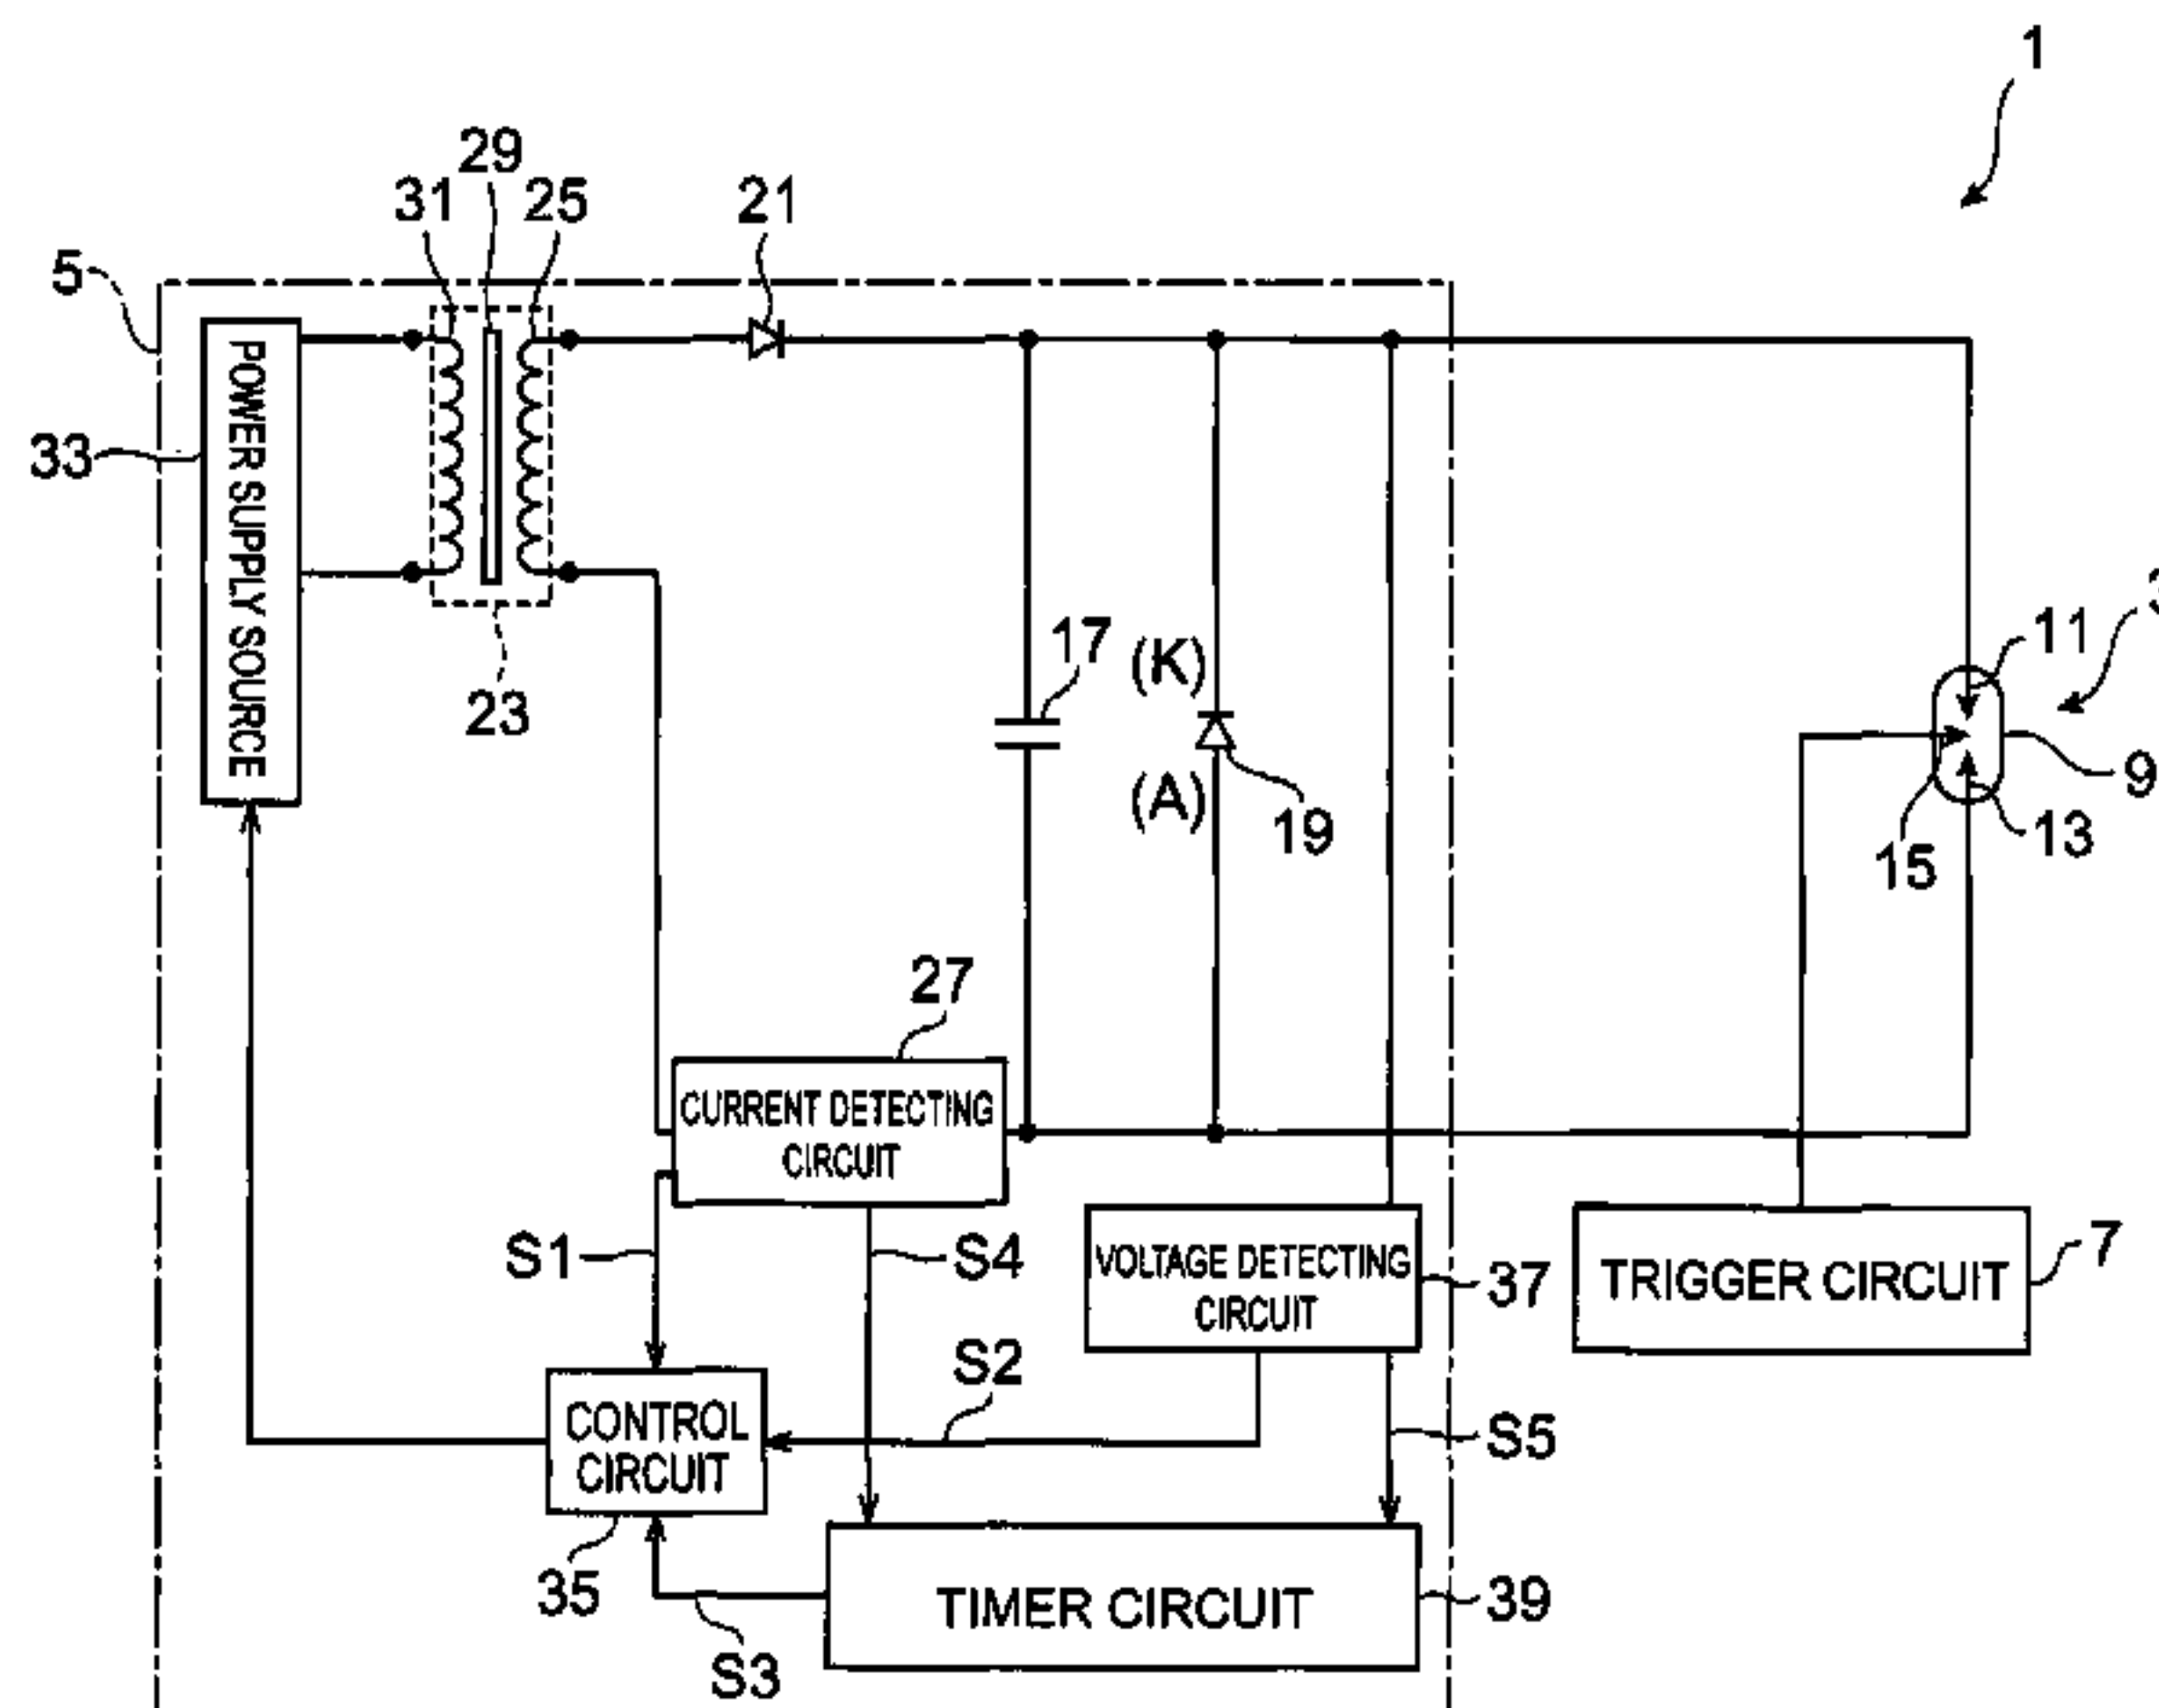 1
29
31
25
21
5
POWER SUPPLY SOURCE
33
23
17
(K)
(A)
19
11
3
9
13
15
27
CURRENT DETECTING
CIRCUIT
S1
S4
VOLTAGE DETECTING
CIRCUIT
37
TRIGGER CIRCUIT
7
S2
CONTROL
CIRCUIT
S5
35
TIMER CIRCUIT
39
S3